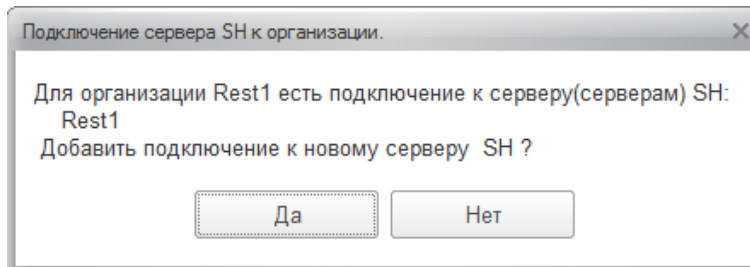 Подключение сервера SH к организации.
Для организации Rest1 есть подключение к серверу(серверам) SH:
Rest1
Добавить подключение к новому серверу SH ?
Да
Нет